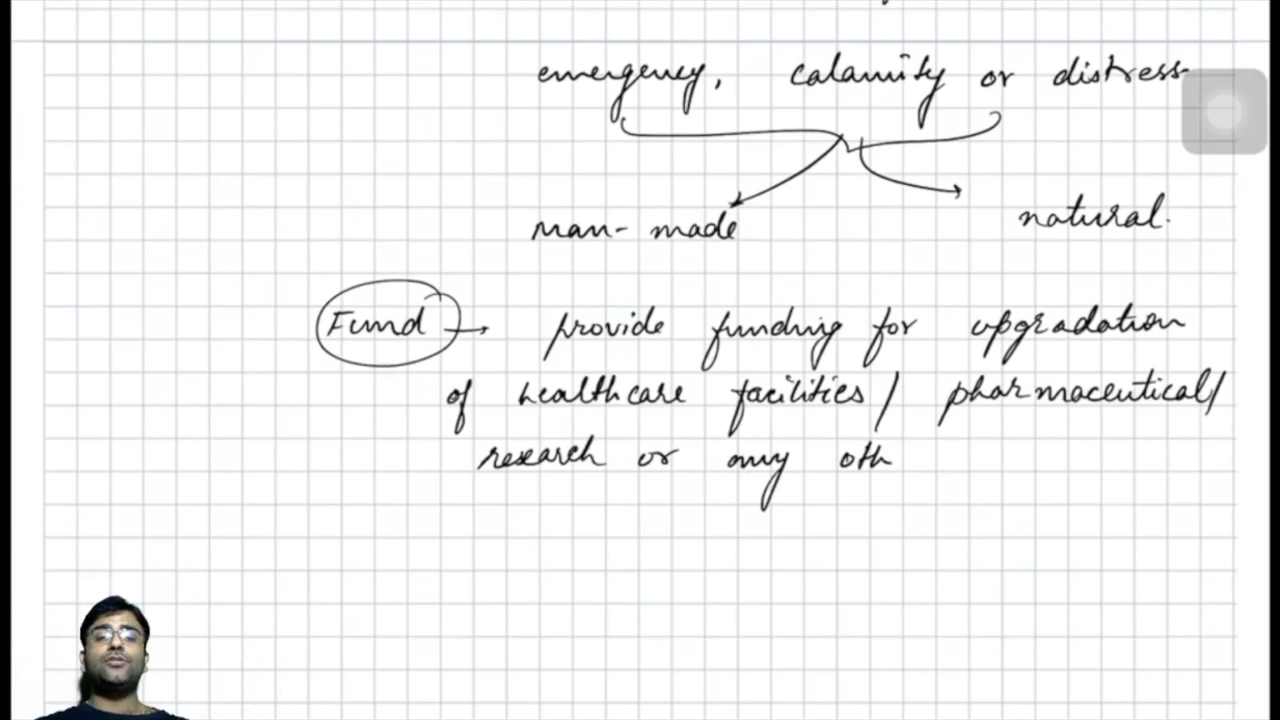 emergency, calamity or distress
man-made natural.
Fund → provide funding for upgradation
of healthcare facilities / pharmaceutical/
research or any oth